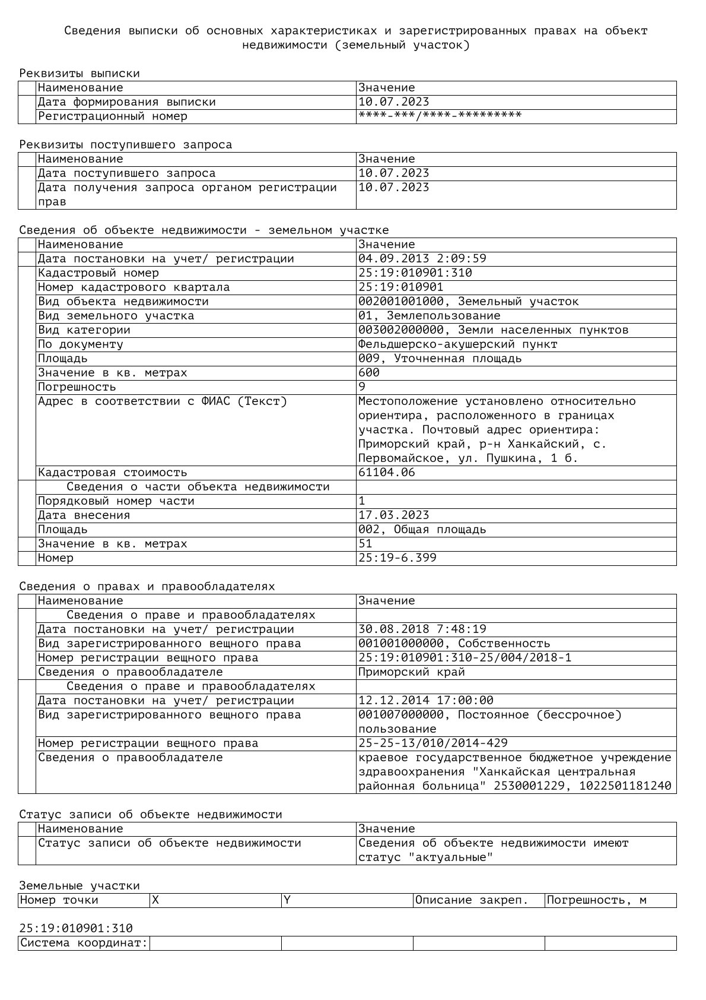 Сведения выписки об основных характеристиках и зарегистрированных правах на объект
недвижимости (земельный участок)
Реквизиты выписки
Наименование Значение
Дата формирования выписки 10.07.2023
Регистрационный номер ****-***/****-*********
Реквизиты поступившего запроса
Наименование Значение
Дата поступившего запроса 10.07.2023
Дата получения запроса органом регистрации 10.07.2023
прав
Сведения об объекте недвижимости - земельном участке
Наименование Значение
Дата постановки на учет/ регистрации 04.09.2013 2:09:59
Кадастровый номер 25:19:010901:310
Номер кадастрового квартала 25:19:010901
Вид объекта недвижимости 002001001000, Земельный участок
Вид земельного участка 01, Землепользование
Вид категории 003002000000, Земли населенных пунктов
По документу Фельдшерско-акушерский пункт
Площадь 009, Уточненная площадь
Значение в кв. метрах 600
Погрешность 9
Адрес в соответствии с ФИАС (Текст) Местоположение установлено относительно
ориентира, расположенного в границах
участка. Почтовый адрес ориентира:
Приморский край, р-н Ханкайский, с.
Первомайское, ул. Пушкина, 1 б.
Кадастровая стоимость 61104.06
Сведения о части объекта недвижимости
Порядковый номер части 1
Дата внесения 17.03.2023
Площадь 002, Общая площадь
Значение в кв. метрах 51
Номер 25:19-6.399
Сведения о правах и правообладателях
Наименование Значение
Сведения о праве и правообладателях
Дата постановки на учет/ регистрации 30.08.2018 7:48:19
Вид зарегистрированного вещного права 001001000000, Собственность
Номер регистрации вещного права 25:19:010901:310-25/004/2018-1
Сведения о правообладателе Приморский край
Сведения о праве и правообладателях
Дата постановки на учет/ регистрации 12.12.2014 17:00:00
Вид зарегистрированного вещного права 001007000000, Постоянное (бессрочное)
пользование
Номер регистрации вещного права 25-25-13/010/2014-429
Сведения о правообладателе краевое государственное бюджетное учреждение
здравоохранения "Ханкайская центральная
районная больница" 2530001229, 1022501181240
Статус записи об объекте недвижимости
Наименование Значение
Статус записи об объекте недвижимости Сведения об объекте недвижимости имеют
статус "актуальные"
Земельные участки
Номер точки X Y Описание закреп. Погрешность, м
25:19:010901:310
Система координат: